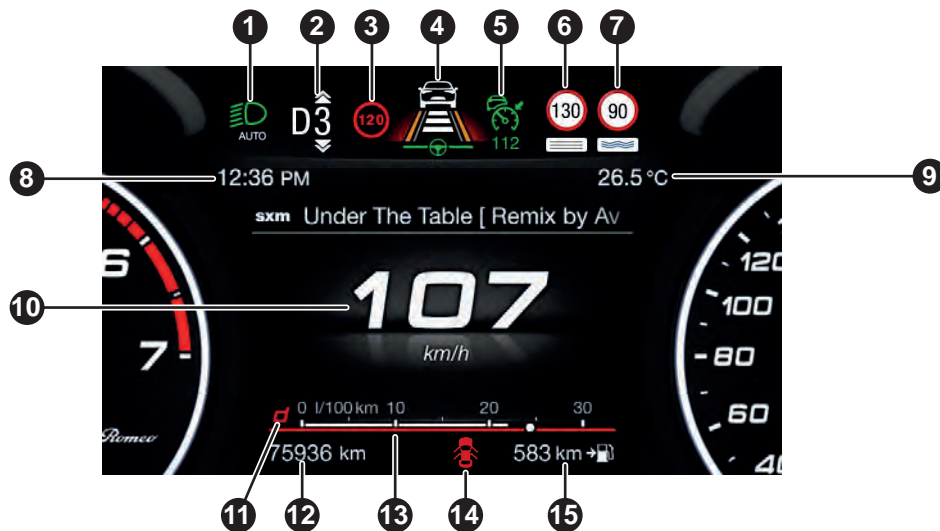 1 2 3 4 5 6 7
AUTO D3 120 112 130 90
8 12:36 PM 26.5 °C 9
sxm Under The Table [ Remix by Av
6 120
10 107 100
7 km/h 80
0 l/100 km 10 20 30 60
Romeo 75936 km 583 km 40
11 12 13 14 15